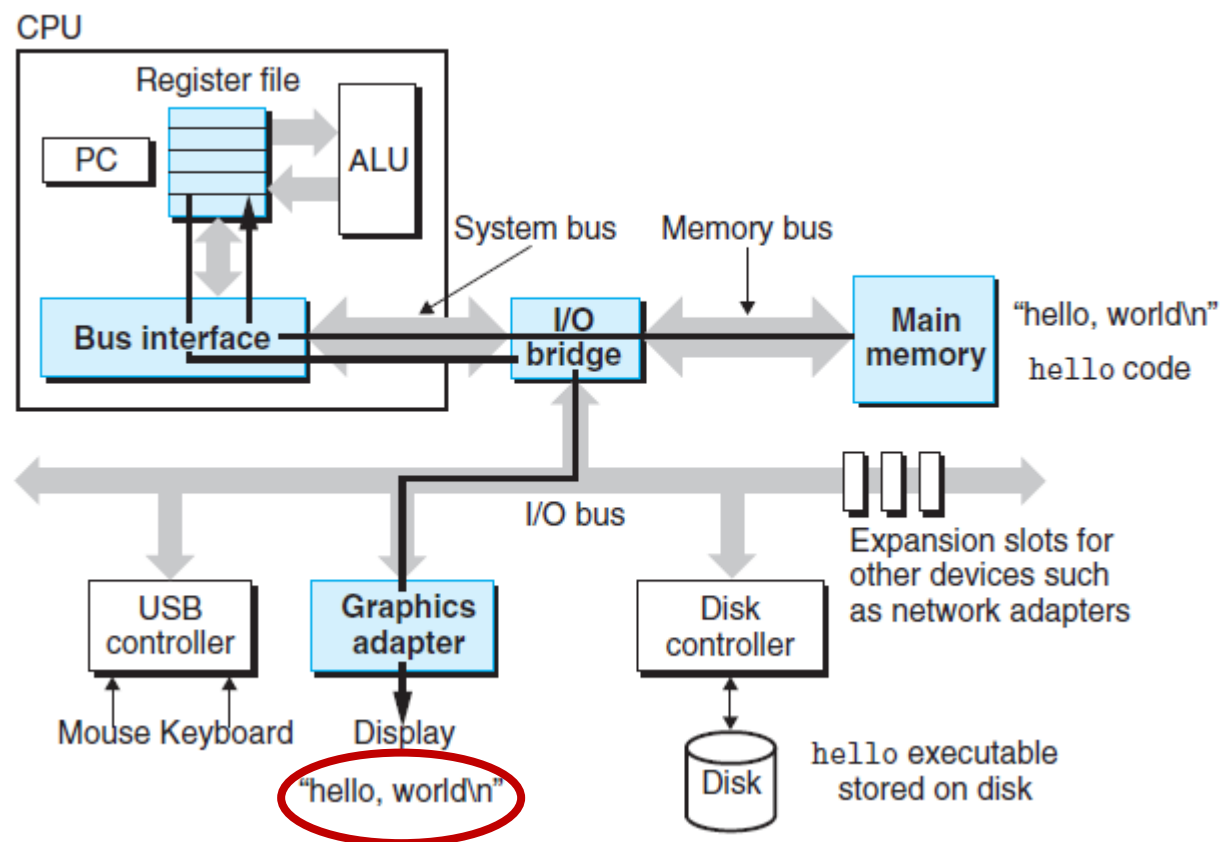 CPU
Register file
PC
ALU
System bus
Memory bus
Bus interface
I/O
bridge
Main
memory
“hello, world\n”
hello code
I/O bus
Expansion slots for
other devices such
as network adapters
USB
controller
Graphics
adapter
Disk
controller
Mouse Keyboard
Display
“hello, world\n”
Disk
hello executable
stored on disk